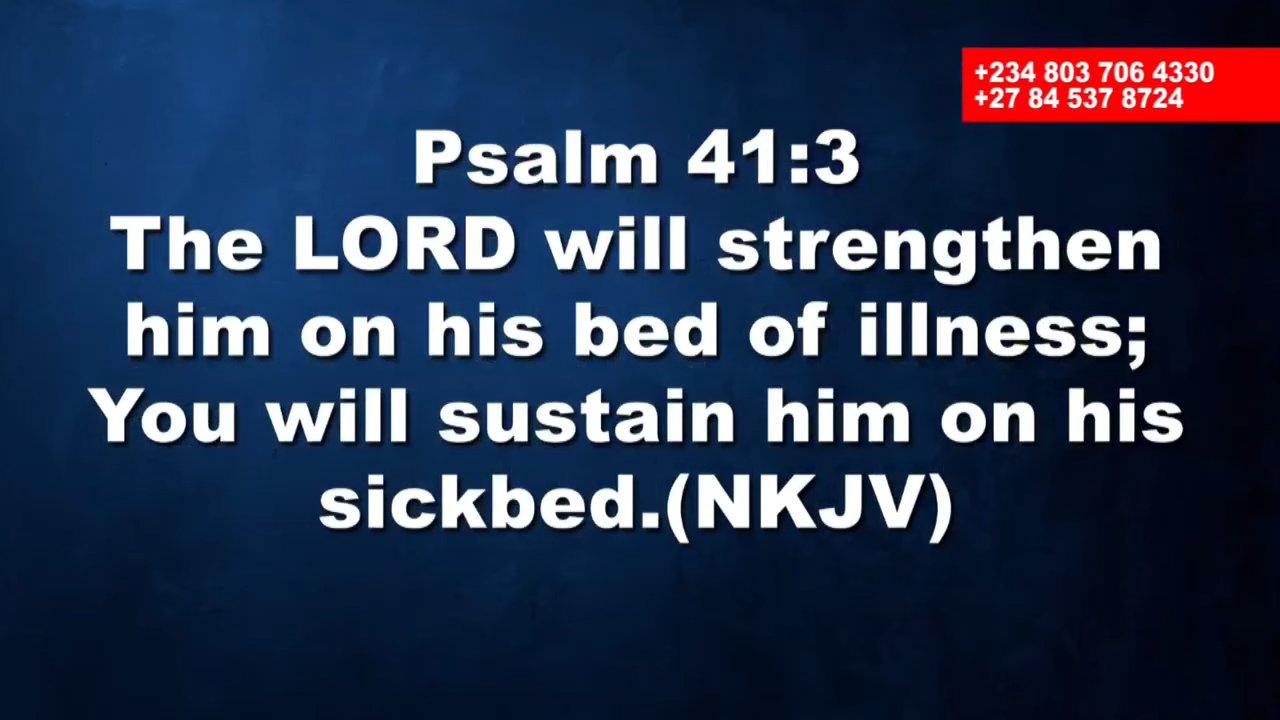 +234 803 706 4330
+27 84 537 8724
Psalm 41:3
The LORD will strengthen
him on his bed of illness;
You will sustain him on his
sickbed.(NKJV)